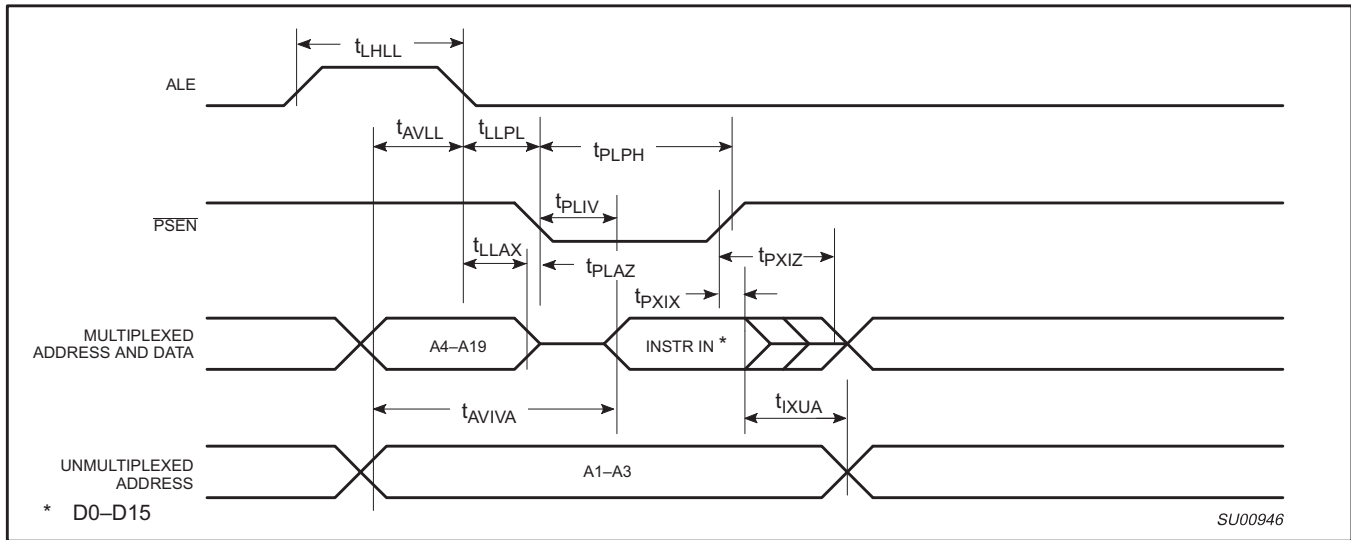 tLHLL
ALE
tAVLL
tLLPL
tPLPH
tPLIV
PSEN
tLLAX
tPLAZ
tPXIZ
tPXIX
MULTIPLEXED
ADDRESS AND DATA
A4–A19
INSTR IN *
tAVIVA
tIXUA
UNMULTIPLEXED
ADDRESS
A1–A3
* D0–D15
SU00946